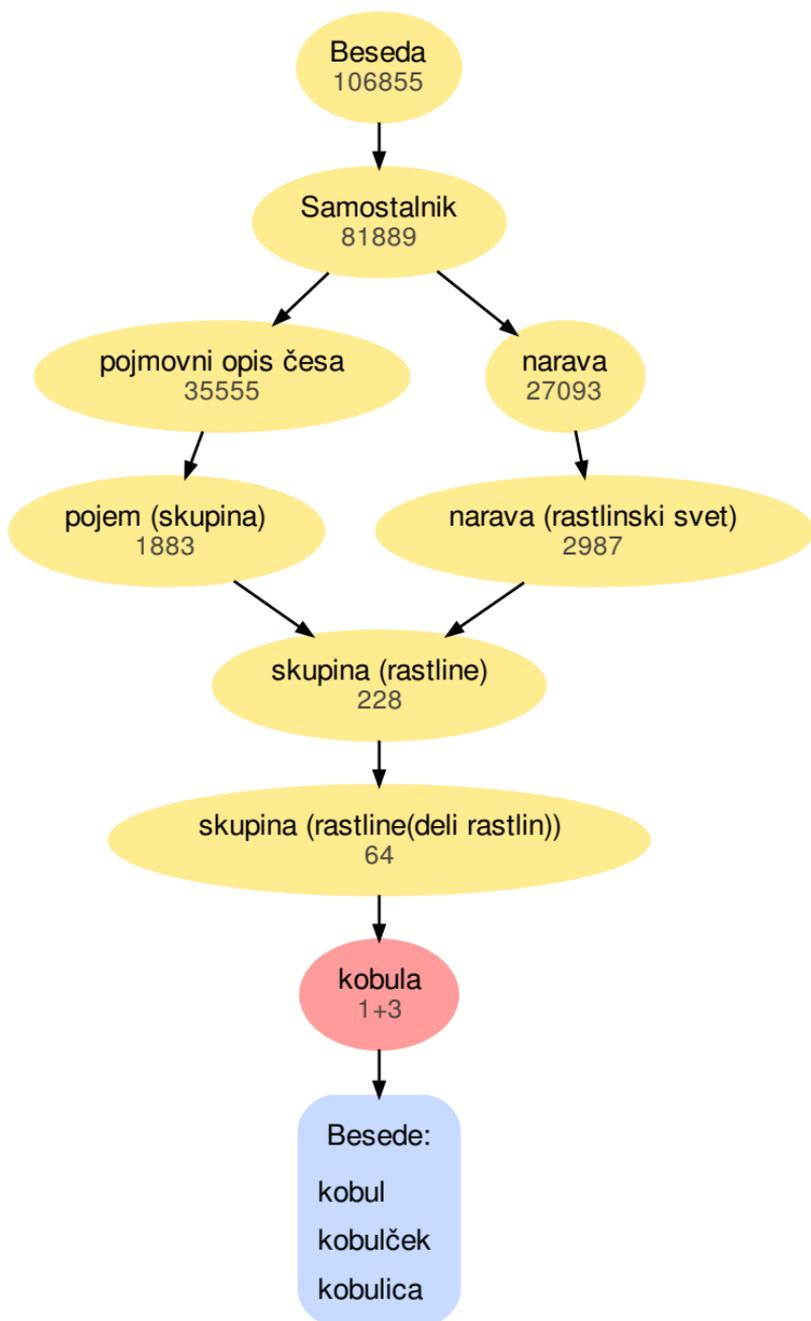 Beseda
106855
Samostalnik
81889
pojmovni opis česa
35555
narava
27093
pojem (skupina)
1883
narava (rastlinski svet)
2987
skupina (rastline)
228
skupina (rastline(deli rastlin))
64
kobula
1+3
Besede:
kobul
kobulček
kobulica